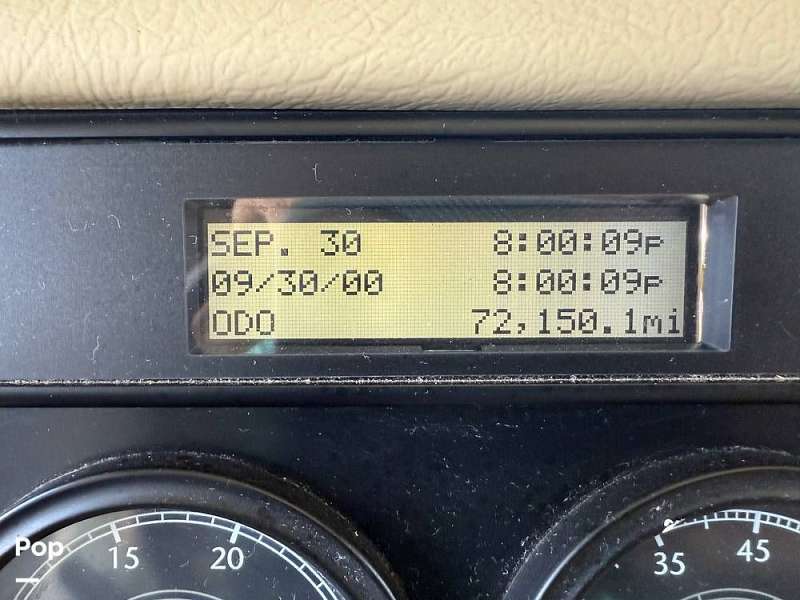 SEP. 30 8:00:09p
09/30/00 8:00:09p
ODO 72,150.1mi
15 20
35 45
Pop